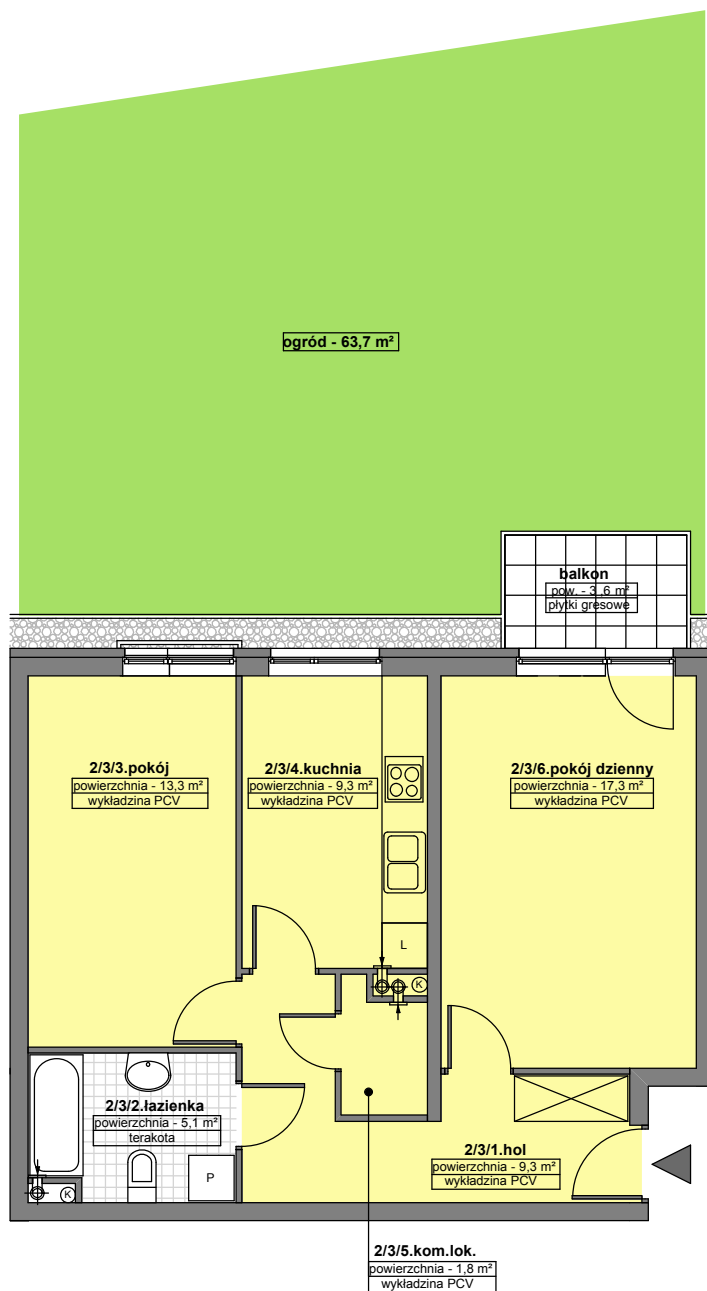 ogród - 63,7 m²
balkon
pow. - 3,6 m²
płytki gresowe
2/3/3.pokój
powierzchnia - 13,3 m²
wykładzina PCV
2/3/4.kuchnia
powierzchnia - 9,3 m²
wykładzina PCV
2/3/6.pokój dzienny
powierzchnia - 17,3 m²
wykładzina PCV
L
K
2/3/2.łazienka
powierzchnia - 5,1 m²
terakota
P
K
2/3/1.hol
powierzchnia - 9,3 m²
wykładzina PCV
2/3/5.kom.lok.
powierzchnia - 1,8 m²
wykładzina PCV